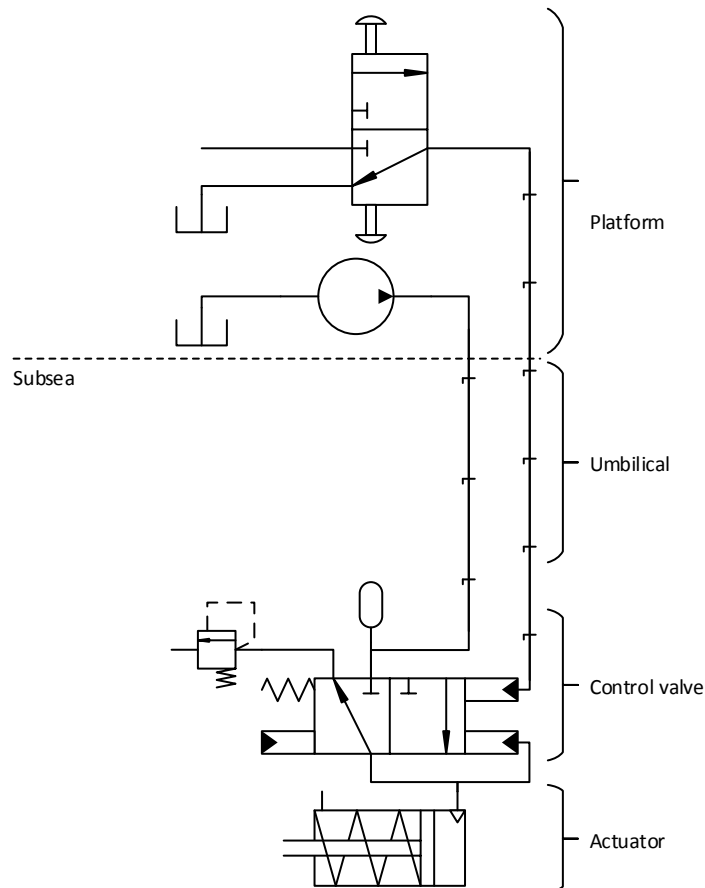 Platform
Subsea
Umbilical
Control valve
Actuator